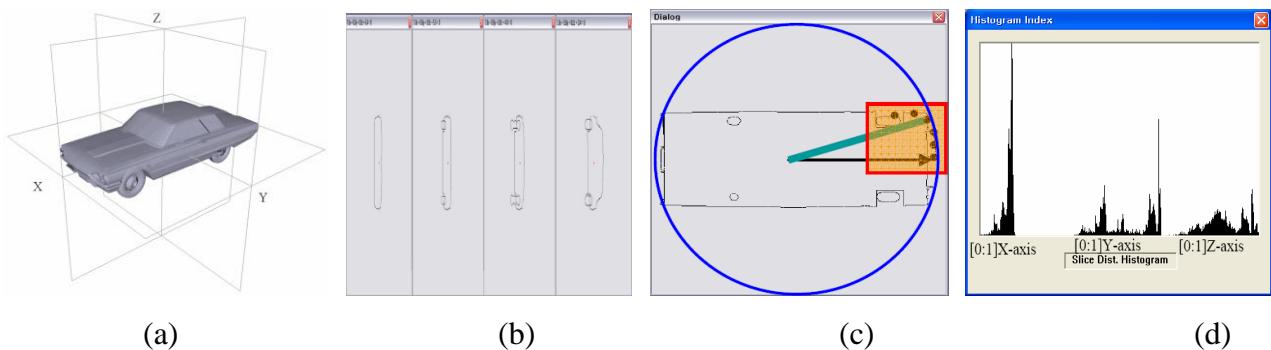 Z
X
Y
Dialog
Histogram Index
[0:1]X-axis
[0:1]Y-axis
[0:1]Z-axis
Slice Dist. Histogram
(a)
(b)
(c)
(d)